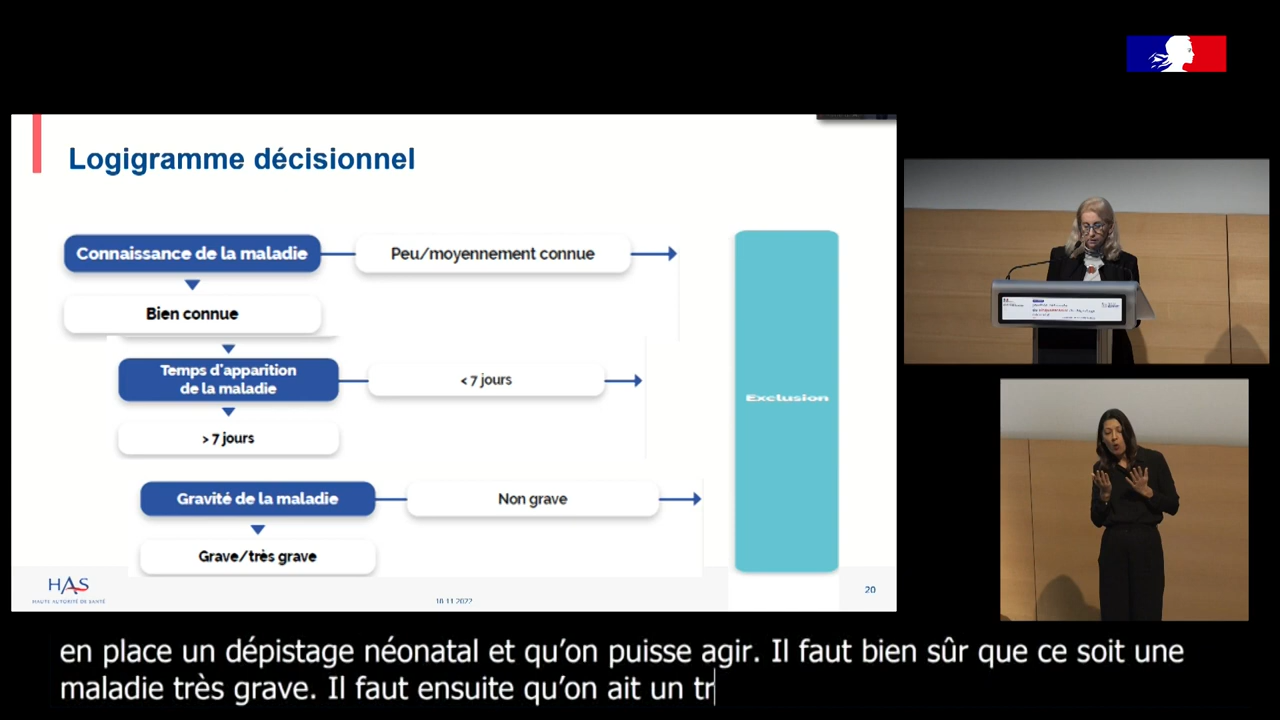 Logigramme décisionnel
Connaissance de la maladie
Peu/moyennement connue
Bien connue
Temps d'apparition
de la maladie
< 7 jours
> 7 jours
Exclusion
Gravité de la maladie
Non grave
Grave/très grave
HAS
HAUTE AUTORITÉ DE SANTÉ
18.11.2022
20
en place un dépistage néonatal et qu'on puisse agir. Il faut bien sûr que ce soit une
maladie très grave. Il faut ensuite qu'on ait un tr